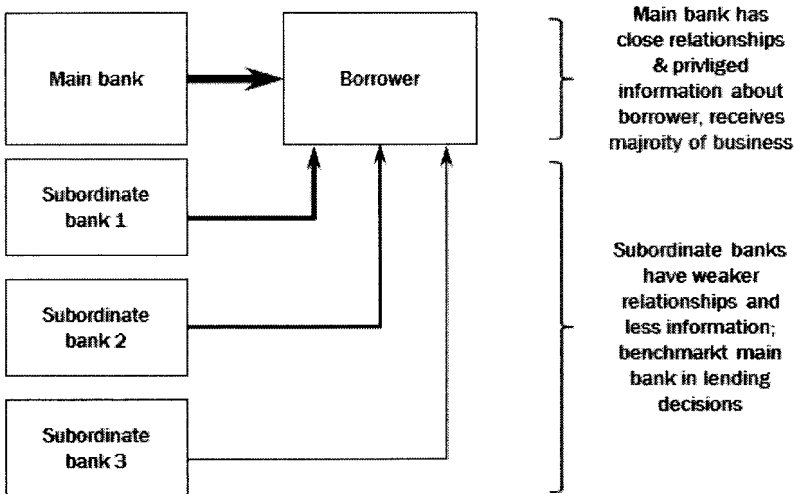 Main bank
Borrower
Main bank has
close relationships
& privliged
information about
borrower, receives
majroity of business
Subordinate
bank 1
Subordinate
bank 2
Subordinate
bank 3
Subordinate banks
have weaker
relationships and
less information;
benchmarkt main
bank in lending
decisions